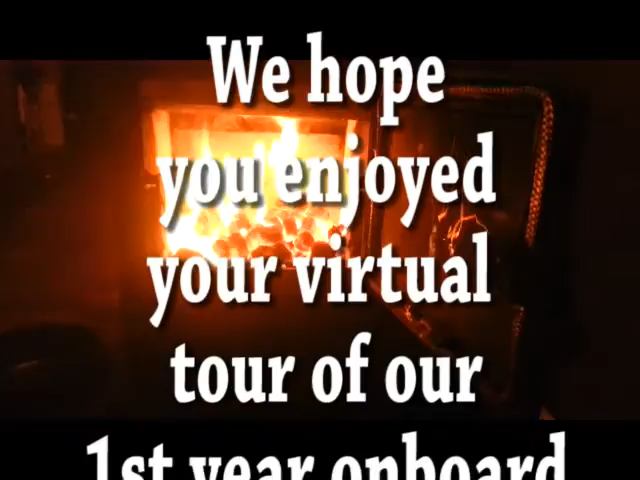 We hope
you enjoyed
your virtual
tour of our
1st year onboard